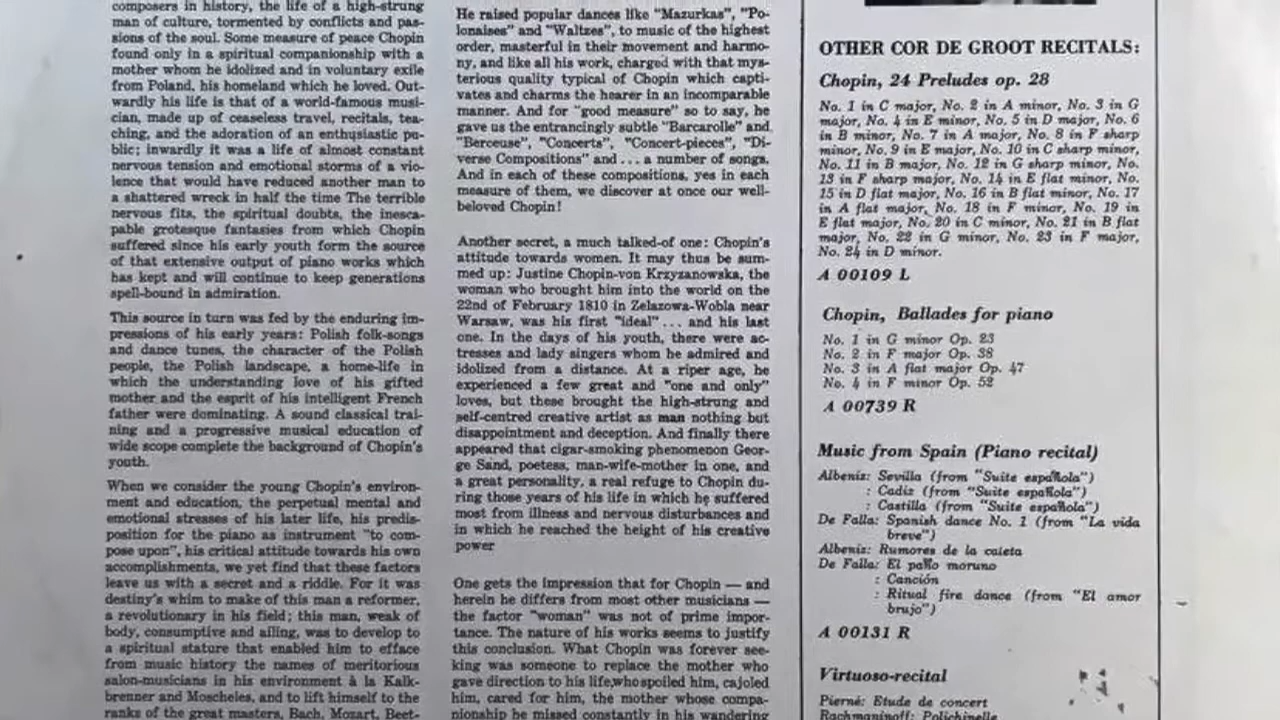 composers in history, the life of a high-strung
man of culture, tormented by conflicts and pas-
sions of the soul. Some measure of peace Chopin
found only in a spiritual companionship with a
mother whom he idolized and in voluntary exile
from Poland, his homeland which he loved. Out-
wardly his life is that of a world-famous musi-
cian, made up of ceaseless travel, recitals, tea-
ching, and the adoration of an enthusiastic pu-
blic; inwardly it was a life of almost constant
nervous tension and emotional storms of a vio-
lence that would have reduced another man to
a shattered wreck in half the time The terrible
nervous fits, the spiritual doubts, the inesca-
pable grotesque fantasies from which Chopin
suffered since his early youth form the source
of that extensive output of piano works which
has kept and will continue to keep generations
spell-bound in admiration.
This source in turn was fed by the enduring im-
pressions of his early years: Polish folk-songs
and dance tunes, the character of the Polish
people, the Polish landscape, a home-life in
which the understanding love of his gifted
mother and the esprit of his intelligent French
father were dominating. A sound classical trai-
ning and a progressive musical education of
wide scope complete the background of Chopin's
youth.
When we consider the young Chopin's environ-
ment and education, the perpetual mental and
emotional stresses of his later life, his predis-
position for the piano as instrument "to com-
pose upon", his critical attitude towards his own
accomplishments, we yet find that these factors
leave us with a secret and a riddle. For it was
destiny's whim to make of this man a reformer,
a revolutionary in his field; this man, weak of
body, consumptive and ailing, was to develop to
a spiritual stature that enabled him to efface
from music history the names of meritorious
salon-musicians in his environment à la Kalk-
brenner and Moscheles, and to lift himself to the
ranks of the great masters, Bach, Mozart, Beet-
He raised popular dances like "Mazurkas", "Po-
lonaises" and "Waltzes", to music of the highest
order, masterful in their movement and harmo-
ny, and like all his work, charged with that mys-
terious quality typical of Chopin which capti-
vates and charms the hearer in an incomparable
manner. And for "good measure" so to say, he
gave us the entrancingly subtle "Barcarolle" and
"Berceuse", "Concerts", "Concert-pieces", "Di-
verse Compositions" and ... a number of songs.
And in each of these compositions, yes in each
measure of them, we discover at once our well-
beloved Chopin!
Another secret, a much talked-of one: Chopin's
attitude towards women. It may thus be sum-
med up: Justine Chopin-von Krzyzanowska, the
woman who brought him into the world on the
22nd of February 1810 in Zelazowa-Wobla near
Warsaw, was his first "ideal" ... and his last
one. In the days of his youth, there were ac-
tresses and lady singers whom he admired and
idolized from a distance. At a riper age, he
experienced a few great and "one and only"
loves, but these brought the high-strung and
self-centred creative artist as man nothing but
disappointment and deception. And finally there
appeared that cigar-smoking phenomenon Geor-
ge Sand, poetess, man-wife-mother in one, and
a great personality, a real refuge to Chopin du-
ring those years of his life in which he suffered
most from illness and nervous disturbances and
in which he reached the height of his creative
power
One gets the impression that for Chopin — and
herein he differs from most other musicians —
the factor "woman" was not of prime impor-
tance. The nature of his works seems to justify
this conclusion. What Chopin was forever see-
king was someone to replace the mother who
gave direction to his life,who spoiled him, cajoled
him, cared for him, the mother whose compa-
nionship he missed constantly in his wandering
OTHER COR DE GROOT RECITALS:
Chopin, 24 Preludes op. 28
No. 1 in C major, No. 2 in A minor, No. 3 in G
major, No. 4 in E minor, No. 5 in D major, No. 6
in B minor, No. 7 in A major, No. 8 in F sharp
minor, No. 9 in E major, No. 10 in C sharp minor,
No. 11 in B major, No. 12 in G sharp minor, No.
13 in F sharp major, No. 14 in E flat minor, No.
15 in D flat major, No. 16 in B flat minor, No. 17
in A flat major, No. 18 in F minor, No. 19 in
E flat major, No. 20 in C minor, No. 21 in B flat
major, No. 22 in G minor, No. 23 in F major,
No. 24 in D minor.
A 00109 L
Chopin, Ballades for piano
No. 1 in G minor Op. 23
No. 2 in F major Op. 38
No. 3 in A flat major Op. 47
No. 4 in F minor Op. 52
A 00739 R
Music from Spain (Piano recital)
Albeniz: Sevilla (from "Suite española")
: Cadiz (from "Suite española")
: Castilla (from "Suite española")
De Falla: Spanish dance No. 1 (from "La vida
breve")
Albeniz: Rumores de la caleta
De Falla: El paño moruno
: Canción
: Ritual fire dance (from "El amor
brujo")
A 00131 R
Virtuoso-recital
Pierné: Etude de concert
Rachmaninoff: Polichinelle